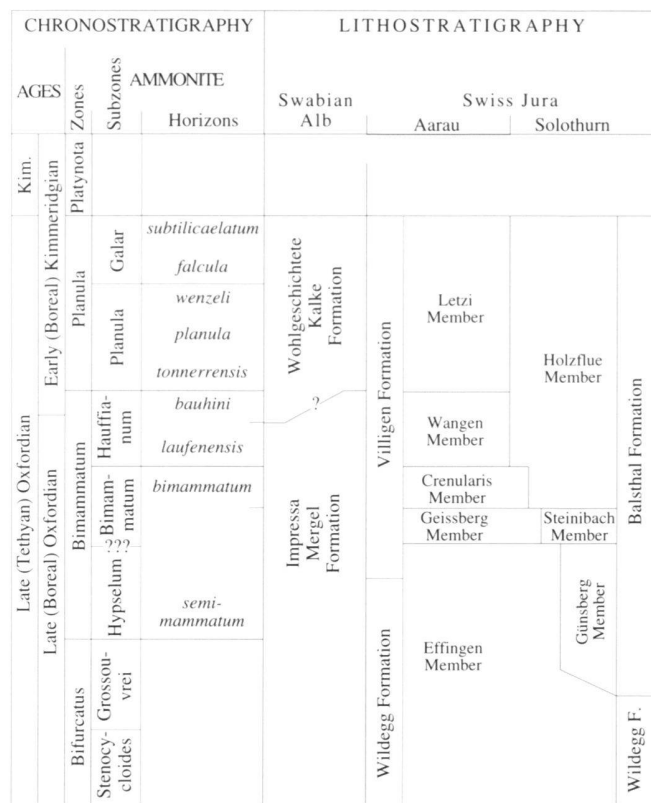 CHRONOSTRATIGRAPHY
LITHOSTRATIGRAPHY
AGES
Zones
Subzones
AMMONITE
Horizons
Swabian
Alb
Swiss Jura
Aarau
Solothurn
Kim.
Late (Tethyan) Oxfordian
Early (Boreal) Kimmeridgian
Late (Boreal) Oxfordian
Platynota
Planula
Bimammatum
Bifurcatus
Galar
Planula
Hauffia-
num
Bimam-
matum
???
Hypselum
Grossou-
vrei
Stenocy-
cloides
subtilicaelatum
falcula
wenzeli
planula
tonnerrensis
bauhini
laufenensis
bimammatum
semi-
mammatum
Wohlgeschichtete
Kalke
Formation
?
Impressa
Mergel
Formation
Villigen Formation
Wildegg Formation
Letzi
Member
Wangen
Member
Crenularis
Member
Geissberg
Member
Effingen
Member
Holzflue
Member
Steinibach
Member
Günsberg
Member
Balsthal Formation
Wildegg F.